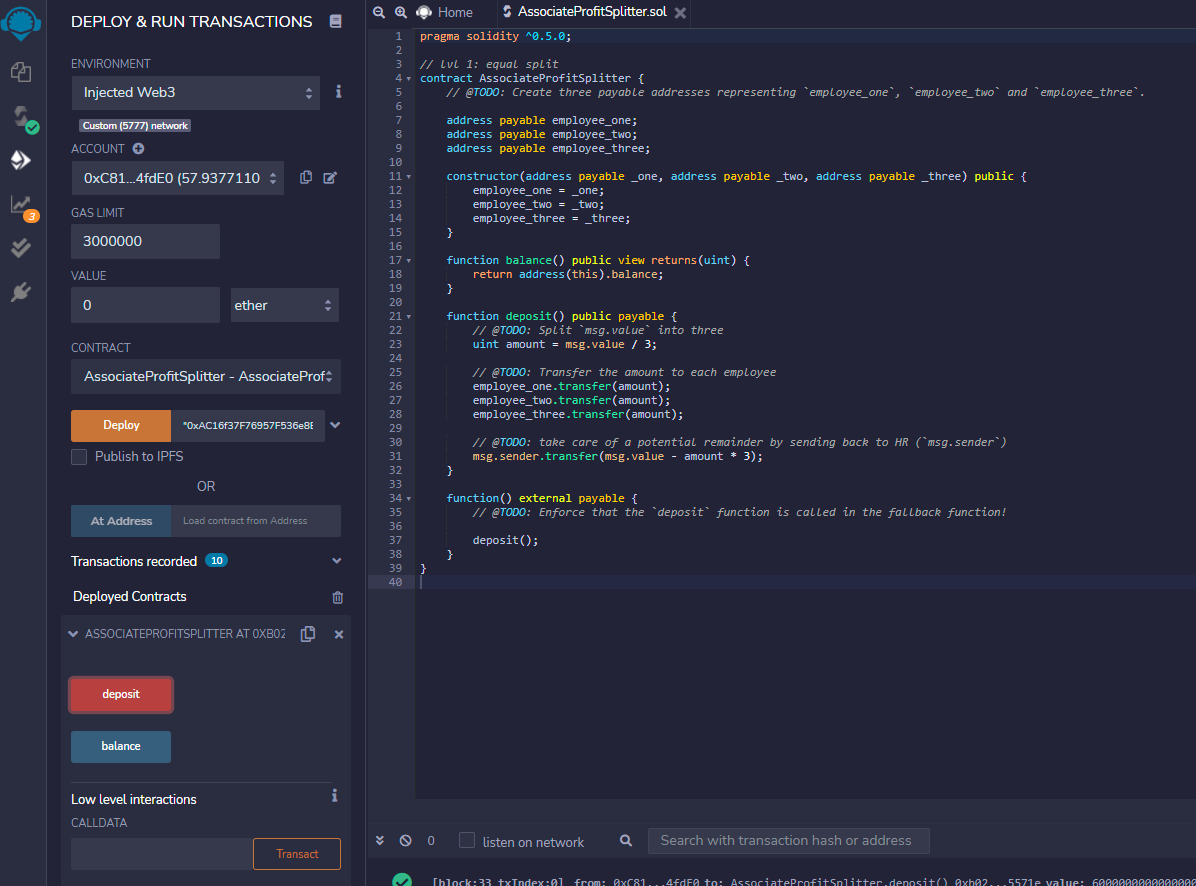 DEPLOY & RUN TRANSACTIONS
ENVIRONMENT
Injected Web3
Custom (5777) network
ACCOUNT
0xC81...4fdE0 (57.9377110
GAS LIMIT
3000000
VALUE
0
ether
CONTRACT
AssociateProfitSplitter - AssociateProf
Deploy
"0xAC16f37F76957F536e8E
Publish to IPFS
OR
At Address
Load contract from Address
Transactions recorded 10
Deployed Contracts
ASSOCIATEPROFITSPLITTER AT 0XB02
deposit
balance
Low level interactions
CALLDATA
Transact
3
Home
AssociateProfitSplitter.sol
1 pragma solidity ^0.5.0;
2
3 // lvl 1: equal split
4 contract AssociateProfitSplitter {
5 // @TODO: Create three payable addresses representing `employee_one`, `employee_two` and `employee_three`.
6
7 address payable employee_one;
8 address payable employee_two;
9 address payable employee_three;
10
11 constructor(address payable _one, address payable _two, address payable _three) public {
12 employee_one = _one;
13 employee_two = _two;
14 employee_three = _three;
15 }
16
17 function balance() public view returns(uint) {
18 return address(this).balance;
19 }
20
21 function deposit() public payable {
22 // @TODO: Split `msg.value` into three
23 uint amount = msg.value / 3;
24
25 // @TODO: Transfer the amount to each employee
26 employee_one.transfer(amount);
27 employee_two.transfer(amount);
28 employee_three.transfer(amount);
29
30 // @TODO: take care of a potential remainder by sending back to HR (`msg.sender`)
31 msg.sender.transfer(msg.value - amount * 3);
32 }
33
34 function() external payable {
35 // @TODO: Enforce that the `deposit` function is called in the fallback function!
36
37 deposit();
38 }
39 }
40
0
listen on network
Search with transaction hash or address
[block:33 txIndex:0] from: 0xC81...4fdE0 to: AssociateProfitSplitter.deposit() 0xb02...5571e value: